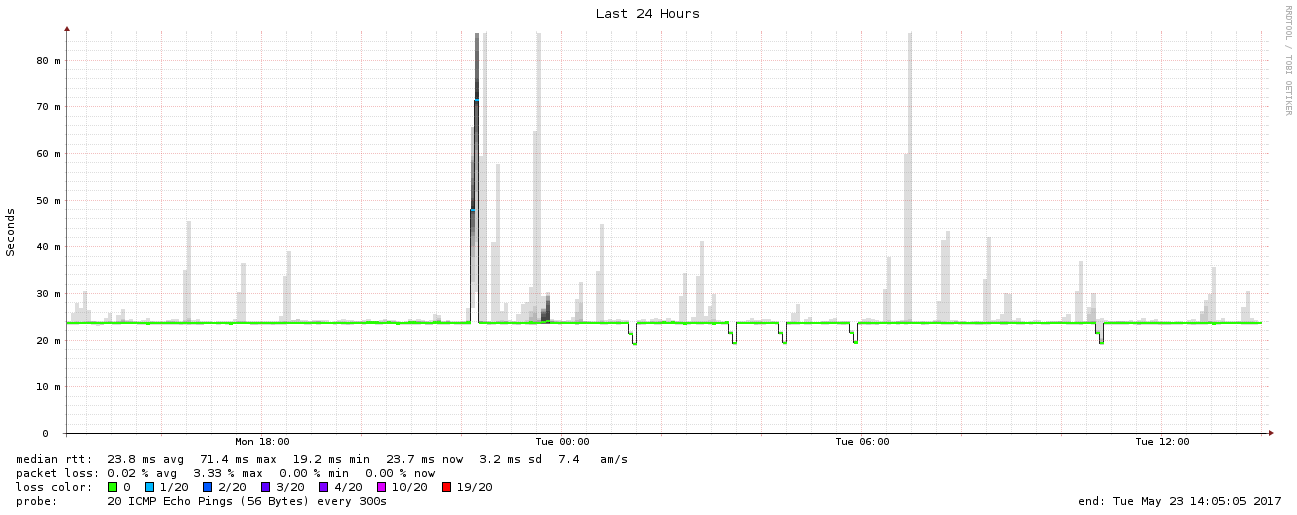 Last 24 Hours
RRDTOOL / TOBI OETIKER
Seconds
80 m
70 m
60 m
50 m
40 m
30 m
20 m
10 m
0
Mon 18:00 Tue 00:00 Tue 06:00 Tue 12:00
median rtt: 23.8 ms avg 71.4 ms max 19.2 ms min 23.7 ms now 3.2 ms sd 7.4 am/s
packet loss: 0.02 % avg 3.33 % max 0.00 % min 0.00 % now
loss color: 0 1/20 2/20 3/20 4/20 10/20 19/20
probe: 20 ICMP Echo Pings (56 Bytes) every 300s end: Tue May 23 14:05:05 2017